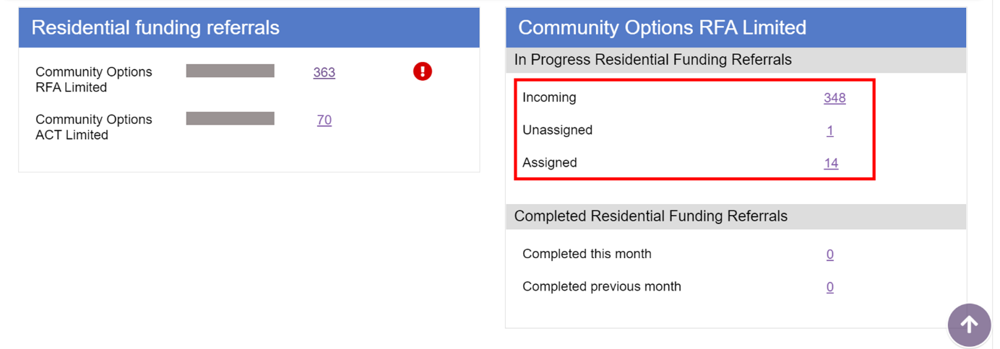 Residential funding referrals
Community Options
RFA Limited
363
Community Options
ACT Limited
70
Community Options RFA Limited
In Progress Residential Funding Referrals
Incoming 348
Unassigned 1
Assigned 14
Completed Residential Funding Referrals
Completed this month 0
Completed previous month 0